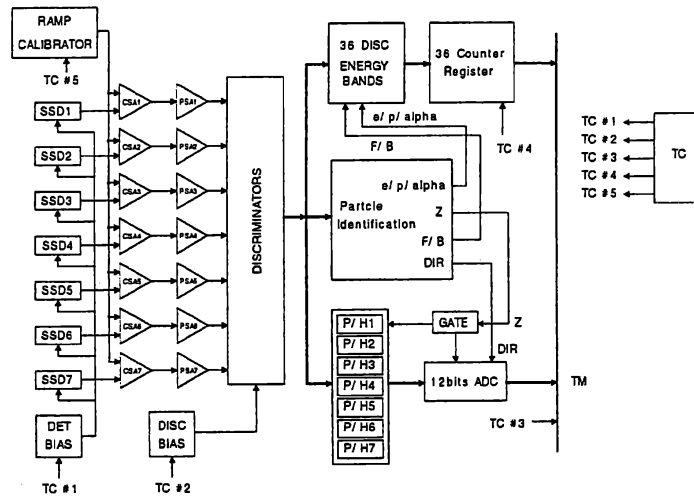 RAMP
CALIBRATOR
TC #5
SSD1
SSD2
SSD3
SSD4
SSD5
SSD6
SSD7
DET
BIAS
TC #1
CSA1
CSA2
CSA3
CSA4
CSA5
CSA6
CSA7
PSA1
PSA2
PSA3
PSA4
PSA5
PSA6
PSA7
DISC
BIAS
TC #2
DISCRIMINATORS
36 DISC
ENERGY
BANDS
36 Counter
Register
TC #4
e/ p/ alpha
F/ B
Partcle
Identification
e/ p/ alpha
Z
F/ B
DIR
P/ H1
P/ H2
P/ H3
P/ H4
P/ H5
P/ H6
P/ H7
GATE
Z
DIR
12bits ADC
TM
TC #3
TC #1
TC #2
TC #3
TC #4
TC #5
TC